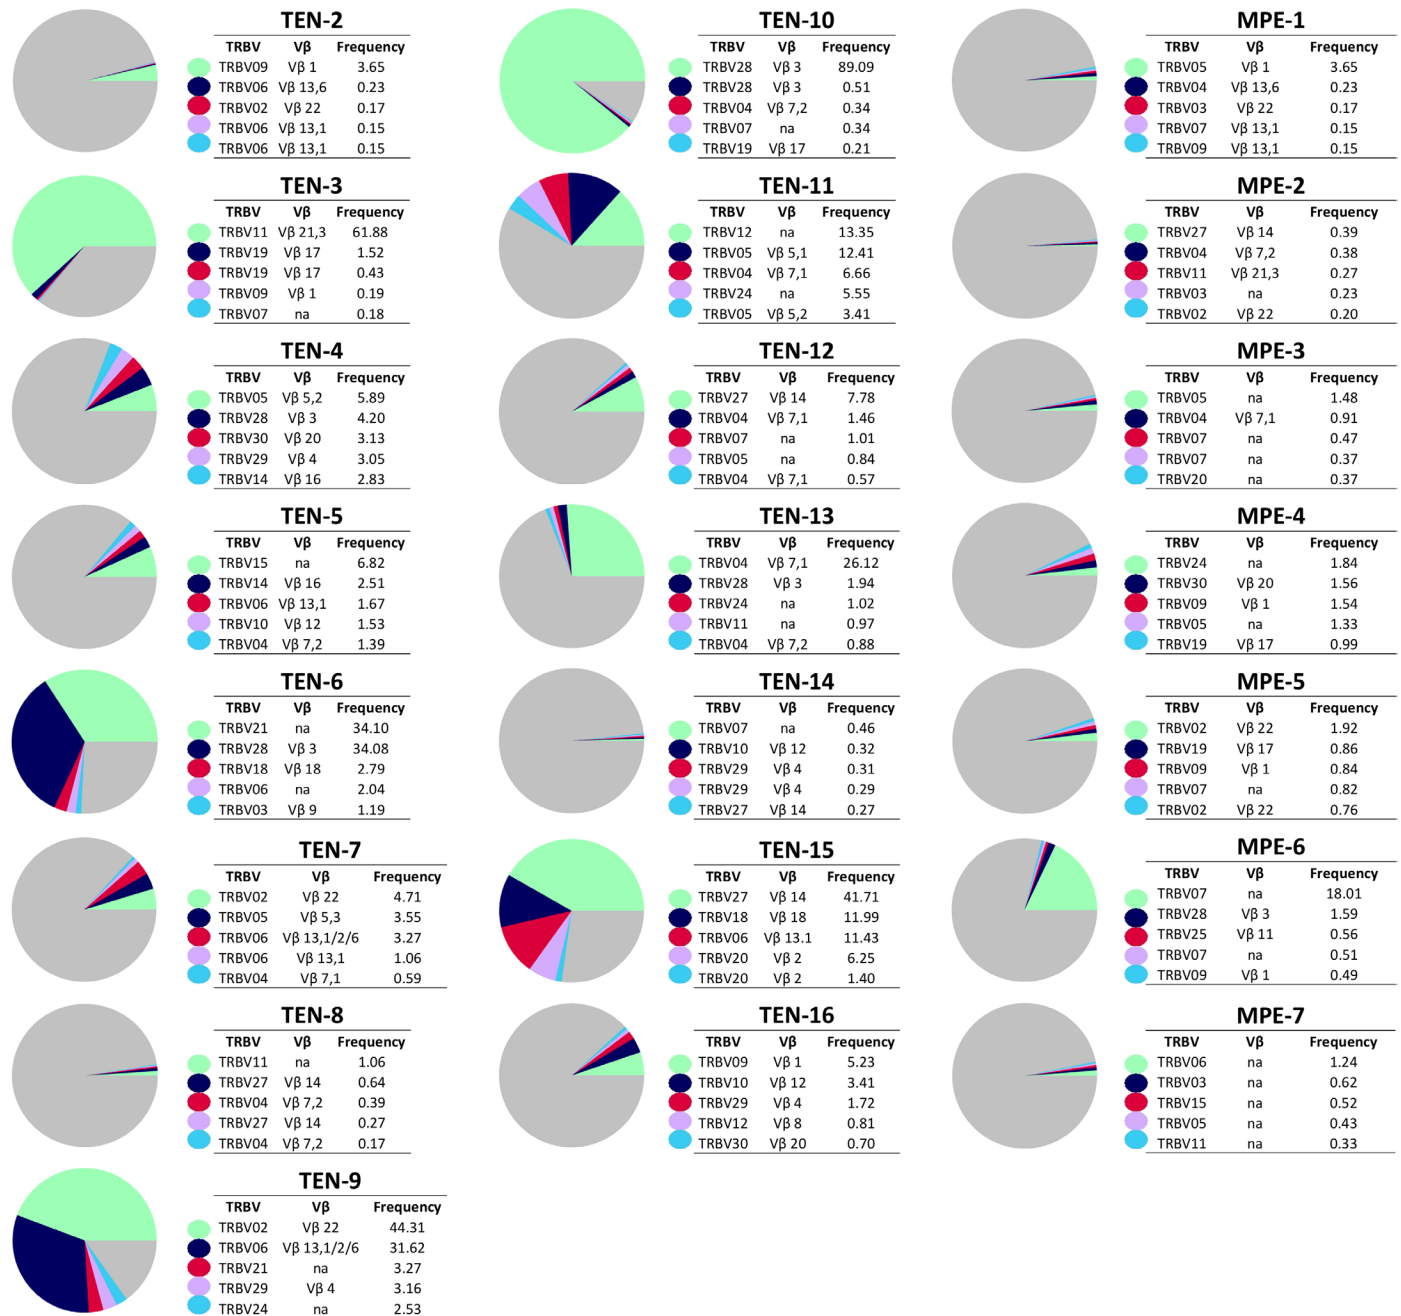 TEN-2
TRBV Vβ Frequency
TRBV09 Vβ 1 3.65
TRBV06 Vβ 13,6 0.23
TRBV02 Vβ 22 0.17
TRBV06 Vβ 13,1 0.15
TRBV06 Vβ 13,1 0.15
TEN-3
TRBV Vβ Frequency
TRBV11 Vβ 21,3 61.88
TRBV19 Vβ 17 1.52
TRBV19 Vβ 17 0.43
TRBV09 Vβ 1 0.19
TRBV07 na 0.18
TEN-4
TRBV Vβ Frequency
TRBV05 Vβ 5,2 5.89
TRBV28 Vβ 3 4.20
TRBV30 Vβ 20 3.13
TRBV29 Vβ 4 3.05
TRBV14 Vβ 16 2.83
TEN-5
TRBV Vβ Frequency
TRBV15 na 6.82
TRBV14 Vβ 16 2.51
TRBV06 Vβ 13,1 1.67
TRBV10 Vβ 12 1.53
TRBV04 Vβ 7,2 1.39
TEN-6
TRBV Vβ Frequency
TRBV21 na 34.10
TRBV28 Vβ 3 34.08
TRBV18 Vβ 18 2.79
TRBV06 na 2.04
TRBV03 Vβ 9 1.19
TEN-7
TRBV Vβ Frequency
TRBV02 Vβ 22 4.71
TRBV05 Vβ 5,3 3.55
TRBV06 Vβ 13,1/2/6 3.27
TRBV06 Vβ 13,1 1.06
TRBV04 Vβ 7,1 0.59
TEN-8
TRBV Vβ Frequency
TRBV11 na 1.06
TRBV27 Vβ 14 0.64
TRBV04 Vβ 7,2 0.39
TRBV27 Vβ 14 0.27
TRBV04 Vβ 7,2 0.17
TEN-9
TRBV Vβ Frequency
TRBV02 Vβ 22 44.31
TRBV06 Vβ 13,1/2/6 31.62
TRBV21 na 3.27
TRBV29 Vβ 4 3.16
TRBV24 na 2.53
TEN-10
TRBV Vβ Frequency
TRBV28 Vβ 3 89.09
TRBV28 Vβ 3 0.51
TRBV04 Vβ 7,2 0.34
TRBV07 na 0.34
TRBV19 Vβ 17 0.21
TEN-11
TRBV Vβ Frequency
TRBV12 na 13.35
TRBV05 Vβ 5,1 12.41
TRBV04 Vβ 7,1 6.66
TRBV24 na 5.55
TRBV05 Vβ 5,2 3.41
TEN-12
TRBV Vβ Frequency
TRBV27 Vβ 14 7.78
TRBV04 Vβ 7,1 1.46
TRBV07 na 1.01
TRBV05 na 0.84
TRBV04 Vβ 7,1 0.57
TEN-13
TRBV Vβ Frequency
TRBV04 Vβ 7,1 26.12
TRBV28 Vβ 3 1.94
TRBV24 na 1.02
TRBV11 na 0.97
TRBV04 Vβ 7,2 0.88
TEN-14
TRBV Vβ Frequency
TRBV07 na 0.46
TRBV10 Vβ 12 0.32
TRBV29 Vβ 4 0.31
TRBV29 Vβ 4 0.29
TRBV27 Vβ 14 0.27
TEN-15
TRBV Vβ Frequency
TRBV27 Vβ 14 41.71
TRBV18 Vβ 18 11.99
TRBV06 Vβ 13.1 11.43
TRBV20 Vβ 2 6.25
TRBV20 Vβ 2 1.40
TEN-16
TRBV Vβ Frequency
TRBV09 Vβ 1 5.23
TRBV10 Vβ 12 3.41
TRBV29 Vβ 4 1.72
TRBV12 Vβ 8 0.81
TRBV30 Vβ 20 0.70
MPE-1
TRBV Vβ Frequency
TRBV05 Vβ 1 3.65
TRBV04 Vβ 13,6 0.23
TRBV03 Vβ 22 0.17
TRBV07 Vβ 13,1 0.15
TRBV09 Vβ 13,1 0.15
MPE-2
TRBV Vβ Frequency
TRBV27 Vβ 14 0.39
TRBV04 Vβ 7,2 0.38
TRBV11 Vβ 21,3 0.27
TRBV03 na 0.23
TRBV02 Vβ 22 0.20
MPE-3
TRBV Vβ Frequency
TRBV05 na 1.48
TRBV04 Vβ 7,1 0.91
TRBV07 na 0.47
TRBV07 na 0.37
TRBV20 na 0.37
MPE-4
TRBV Vβ Frequency
TRBV24 na 1.84
TRBV30 Vβ 20 1.56
TRBV09 Vβ 1 1.54
TRBV05 na 1.33
TRBV19 Vβ 17 0.99
MPE-5
TRBV Vβ Frequency
TRBV02 Vβ 22 1.92
TRBV19 Vβ 17 0.86
TRBV09 Vβ 1 0.84
TRBV07 na 0.82
TRBV02 Vβ 22 0.76
MPE-6
TRBV Vβ Frequency
TRBV07 na 18.01
TRBV28 Vβ 3 1.59
TRBV25 Vβ 11 0.56
TRBV07 na 0.51
TRBV09 Vβ 1 0.49
MPE-7
TRBV Vβ Frequency
TRBV06 na 1.24
TRBV03 na 0.62
TRBV15 na 0.52
TRBV05 na 0.43
TRBV11 na 0.33